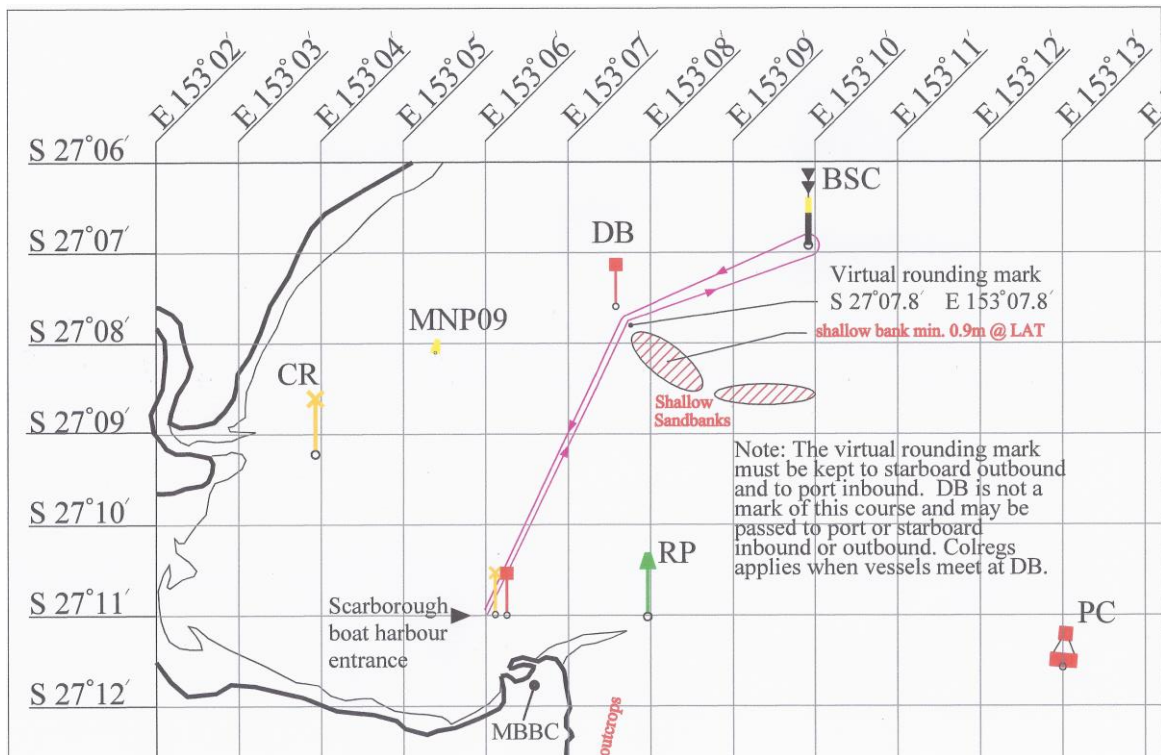 E 153°02′
E 153°03′
E 153°04′
E 153°05′
E 153°06′
E 153°07′
E 153°08′
E 153°09′
E 153°10′
E 153°11′
E 153°12′
E 153°13′
S 27°06′
BSC
S 27°07′
DB
Virtual rounding mark
S 27°07.8′ E 153°07.8′
S 27°08′
MNP09
shallow bank min. 0.9m @ LAT
CR
Shallow
Sandbanks
S 27°09′
Note: The virtual rounding mark
must be kept to starboard outbound
and to port inbound. DB is not a
mark of this course and may be
passed to port or starboard
inbound or outbound. Colregs
applies when vessels meet at DB.
S 27°10′
RP
S 27°11′
Scarborough
boat harbour
entrance
PC
S 27°12′
MBBC
outcrops